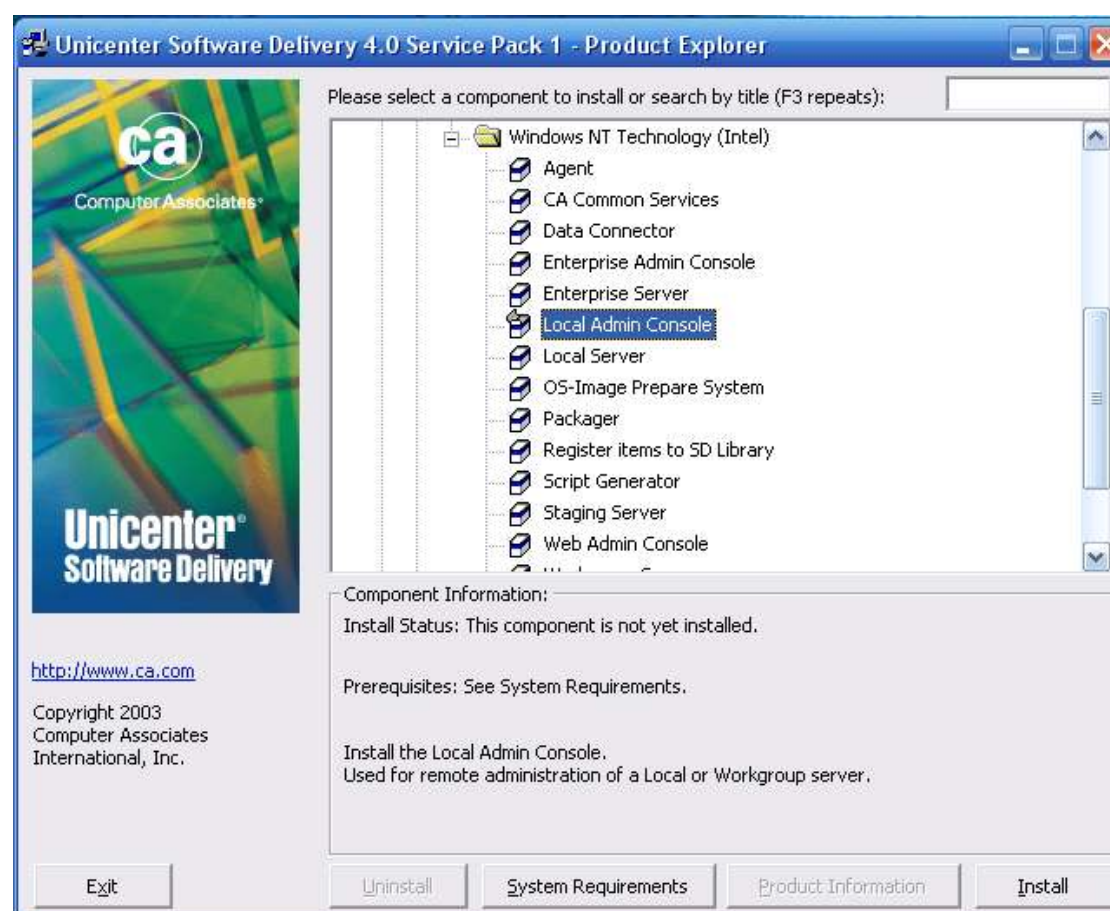 Unicenter Software Delivery 4.0 Service Pack 1 - Product Explorer
Please select a component to install or search by title (F3 repeats):
ca
Computer Associates
Unicenter®
Software Delivery
Windows NT Technology (Intel)
Agent
CA Common Services
Data Connector
Enterprise Admin Console
Enterprise Server
Local Admin Console
Local Server
OS-Image Prepare System
Packager
Register items to SD Library
Script Generator
Staging Server
Web Admin Console
http://www.ca.com
Copyright 2003
Computer Associates
International, Inc.
Component Information:
Install Status: This component is not yet installed.
Prerequisites: See System Requirements.
Install the Local Admin Console.
Used for remote administration of a Local or Workgroup server.
Exit
Uninstall
System Requirements
Product Information
Install